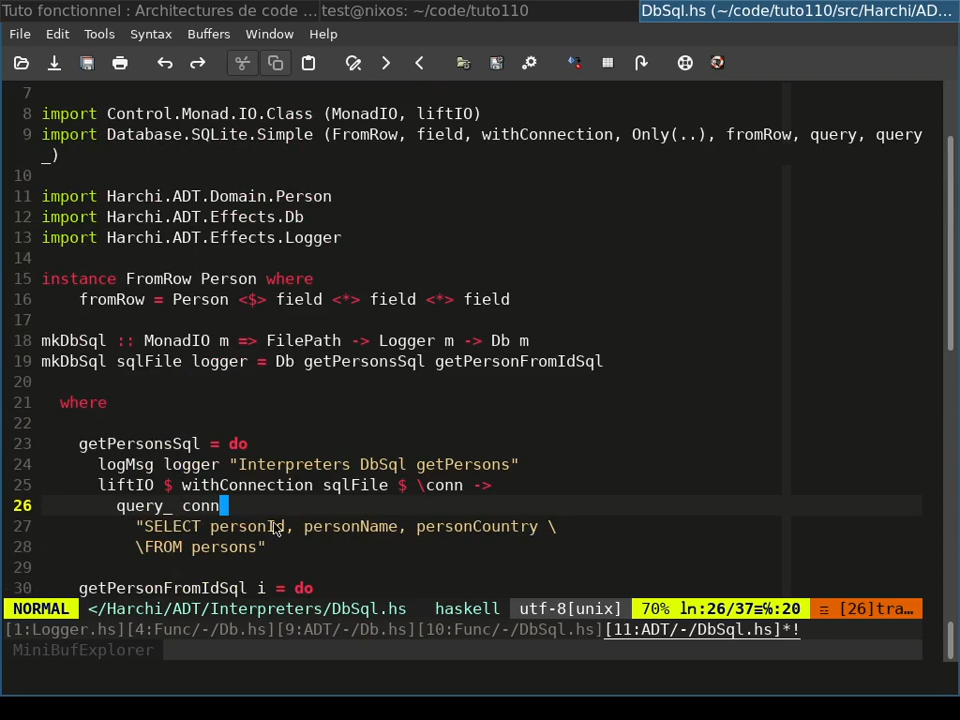 Tuto fonctionnel : Architectures de code ... test@nixos: ~/code/tuto110 DbSql.hs (~/code/tuto110/src/Harchi/AD...
File Edit Tools Syntax Buffers Window Help
7
8 import Control.Monad.IO.Class (MonadIO, liftIO)
9 import Database.SQLite.Simple (FromRow, field, withConnection, Only(..), fromRow, query, query
_)
10
11 import Harchi.ADT.Domain.Person
12 import Harchi.ADT.Effects.Db
13 import Harchi.ADT.Effects.Logger
14
15 instance FromRow Person where
16     fromRow = Person <$> field <*> field <*> field
17
18 mkDbSql :: MonadIO m => FilePath -> Logger m -> Db m
19 mkDbSql sqlFile logger = Db getPersonsSql getPersonFromIdSql
20
21   where
22
23     getPersonsSql = do
24       logMsg logger "Interpreters DbSql getPersons"
25       liftIO $ withConnection sqlFile $ \conn ->
26         query_ conn
27           "SELECT personId, personName, personCountry \
28           \FROM persons"
29
30     getPersonFromIdSql i = do
NORMAL </Harchi/ADT/Interpreters/DbSql.hs haskell utf-8[unix] 70% ln:26/37≡℅:20 ≡ [26]tra...
[1:Logger.hs][4:Func/-/Db.hs][9:ADT/-/Db.hs][10:Func/-/DbSql.hs][11:ADT/-/DbSql.hs]*!
MiniBufExplorer